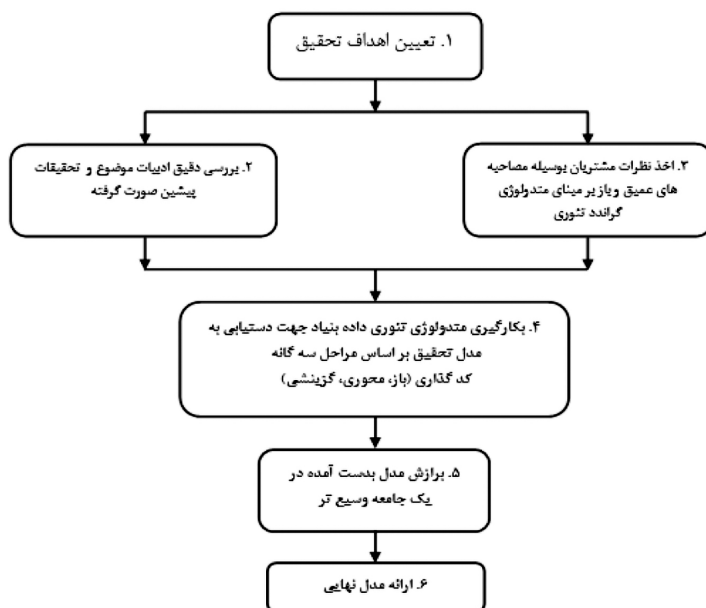 ۱. تعیین اهداف تحقیق
۲. بررسی دقیق ادبیات موضوع و تحقیقات
پیشین صورت گرفته
۳. اخذ نظرات مشتریان بوسیله مصاحبه
های عمیق و باز بر مبنای متدولوژی
گراندد تئوری
۴. بکارگیری متدولوژی تئوری داده بنیاد جهت دستیابی به
مدل تحقیق بر اساس مراحل سه گانه
کد گذاری (باز، محوری، گزینشی)
۵. برازش مدل بدست آمده در
یک جامعه وسیع تر
۶. ارائه مدل نهایی